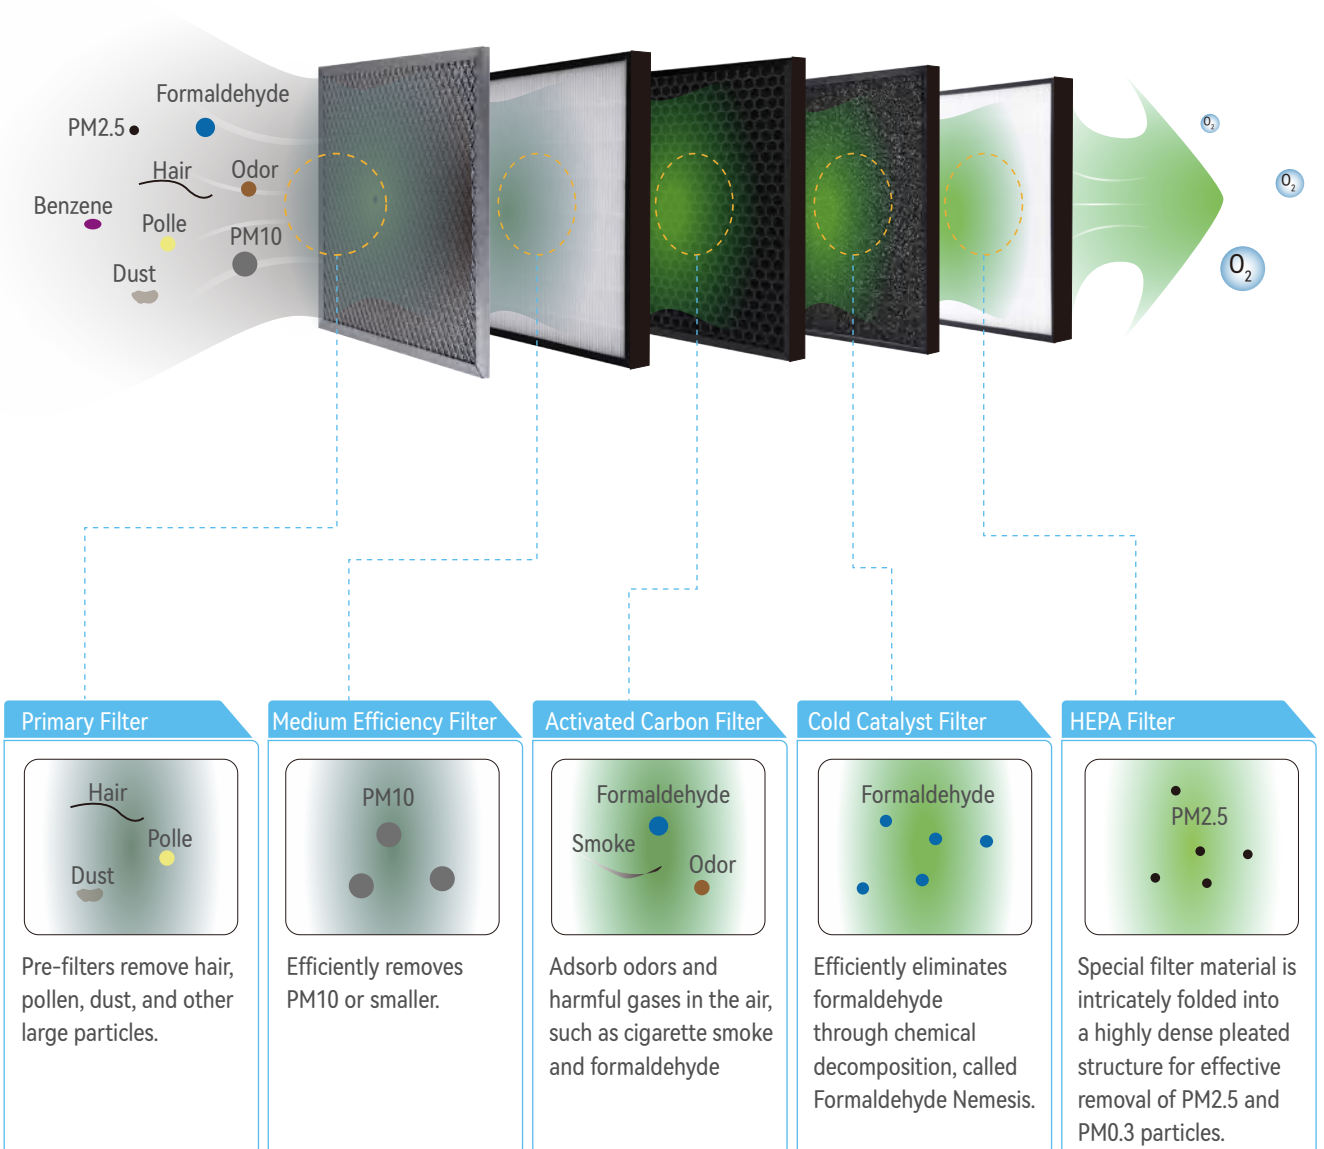 Formaldehyde
PM2.5
Hair
Odor
Benzene
Polle
PM10
Dust
O2
O2
O2
Primary Filter
Hair
Polle
Dust
Pre-filters remove hair,
pollen, dust, and other
large particles.
Medium Efficiency Filter
PM10
Efficiently removes
PM10 or smaller.
Activated Carbon Filter
Formaldehyde
Smoke
Odor
Adsorb odors and
harmful gases in the air,
such as cigarette smoke
and formaldehyde
Cold Catalyst Filter
Formaldehyde
Efficiently eliminates
formaldehyde
through chemical
decomposition, called
Formaldehyde Nemesis.
HEPA Filter
PM2.5
Special filter material is
intricately folded into
a highly dense pleated
structure for effective
removal of PM2.5 and
PM0.3 particles.